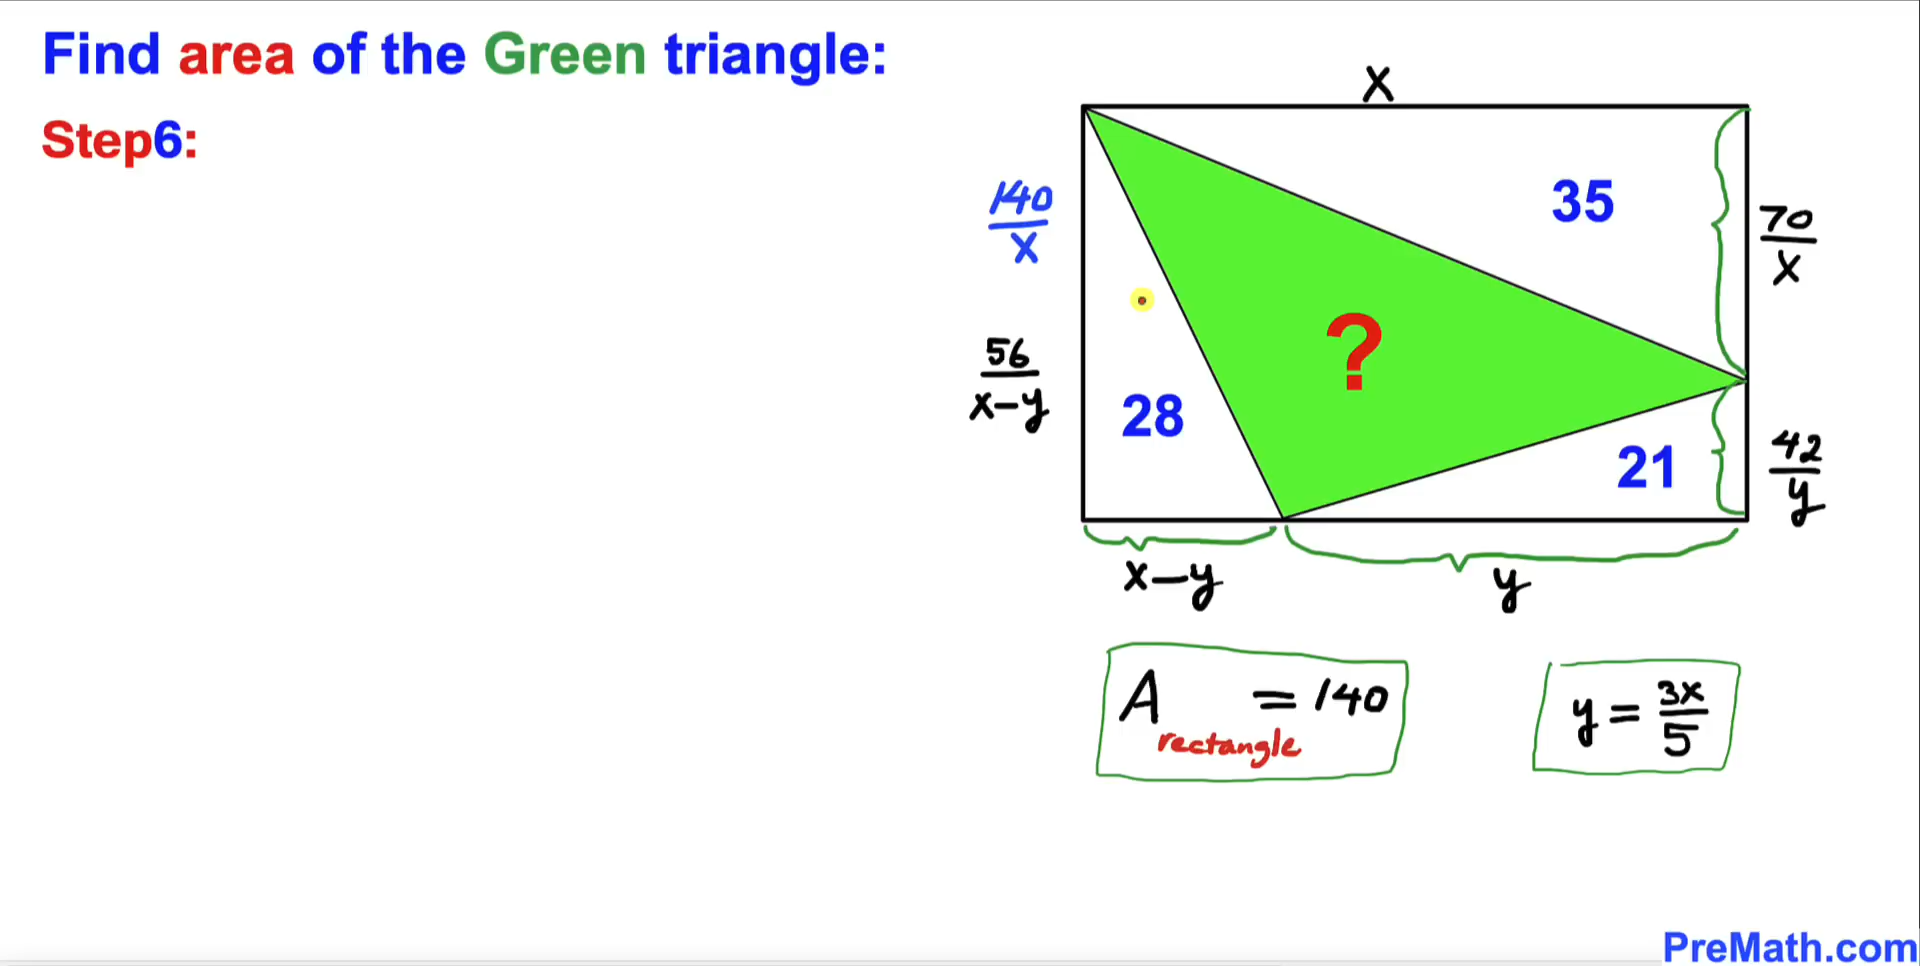 Find area of the Green triangle:
Step6:
X
140
X
35
70
X
?
56
x-y
28
21
42
y
x-y
y
A rectangle = 140
y = 3x
5
PreMath.com